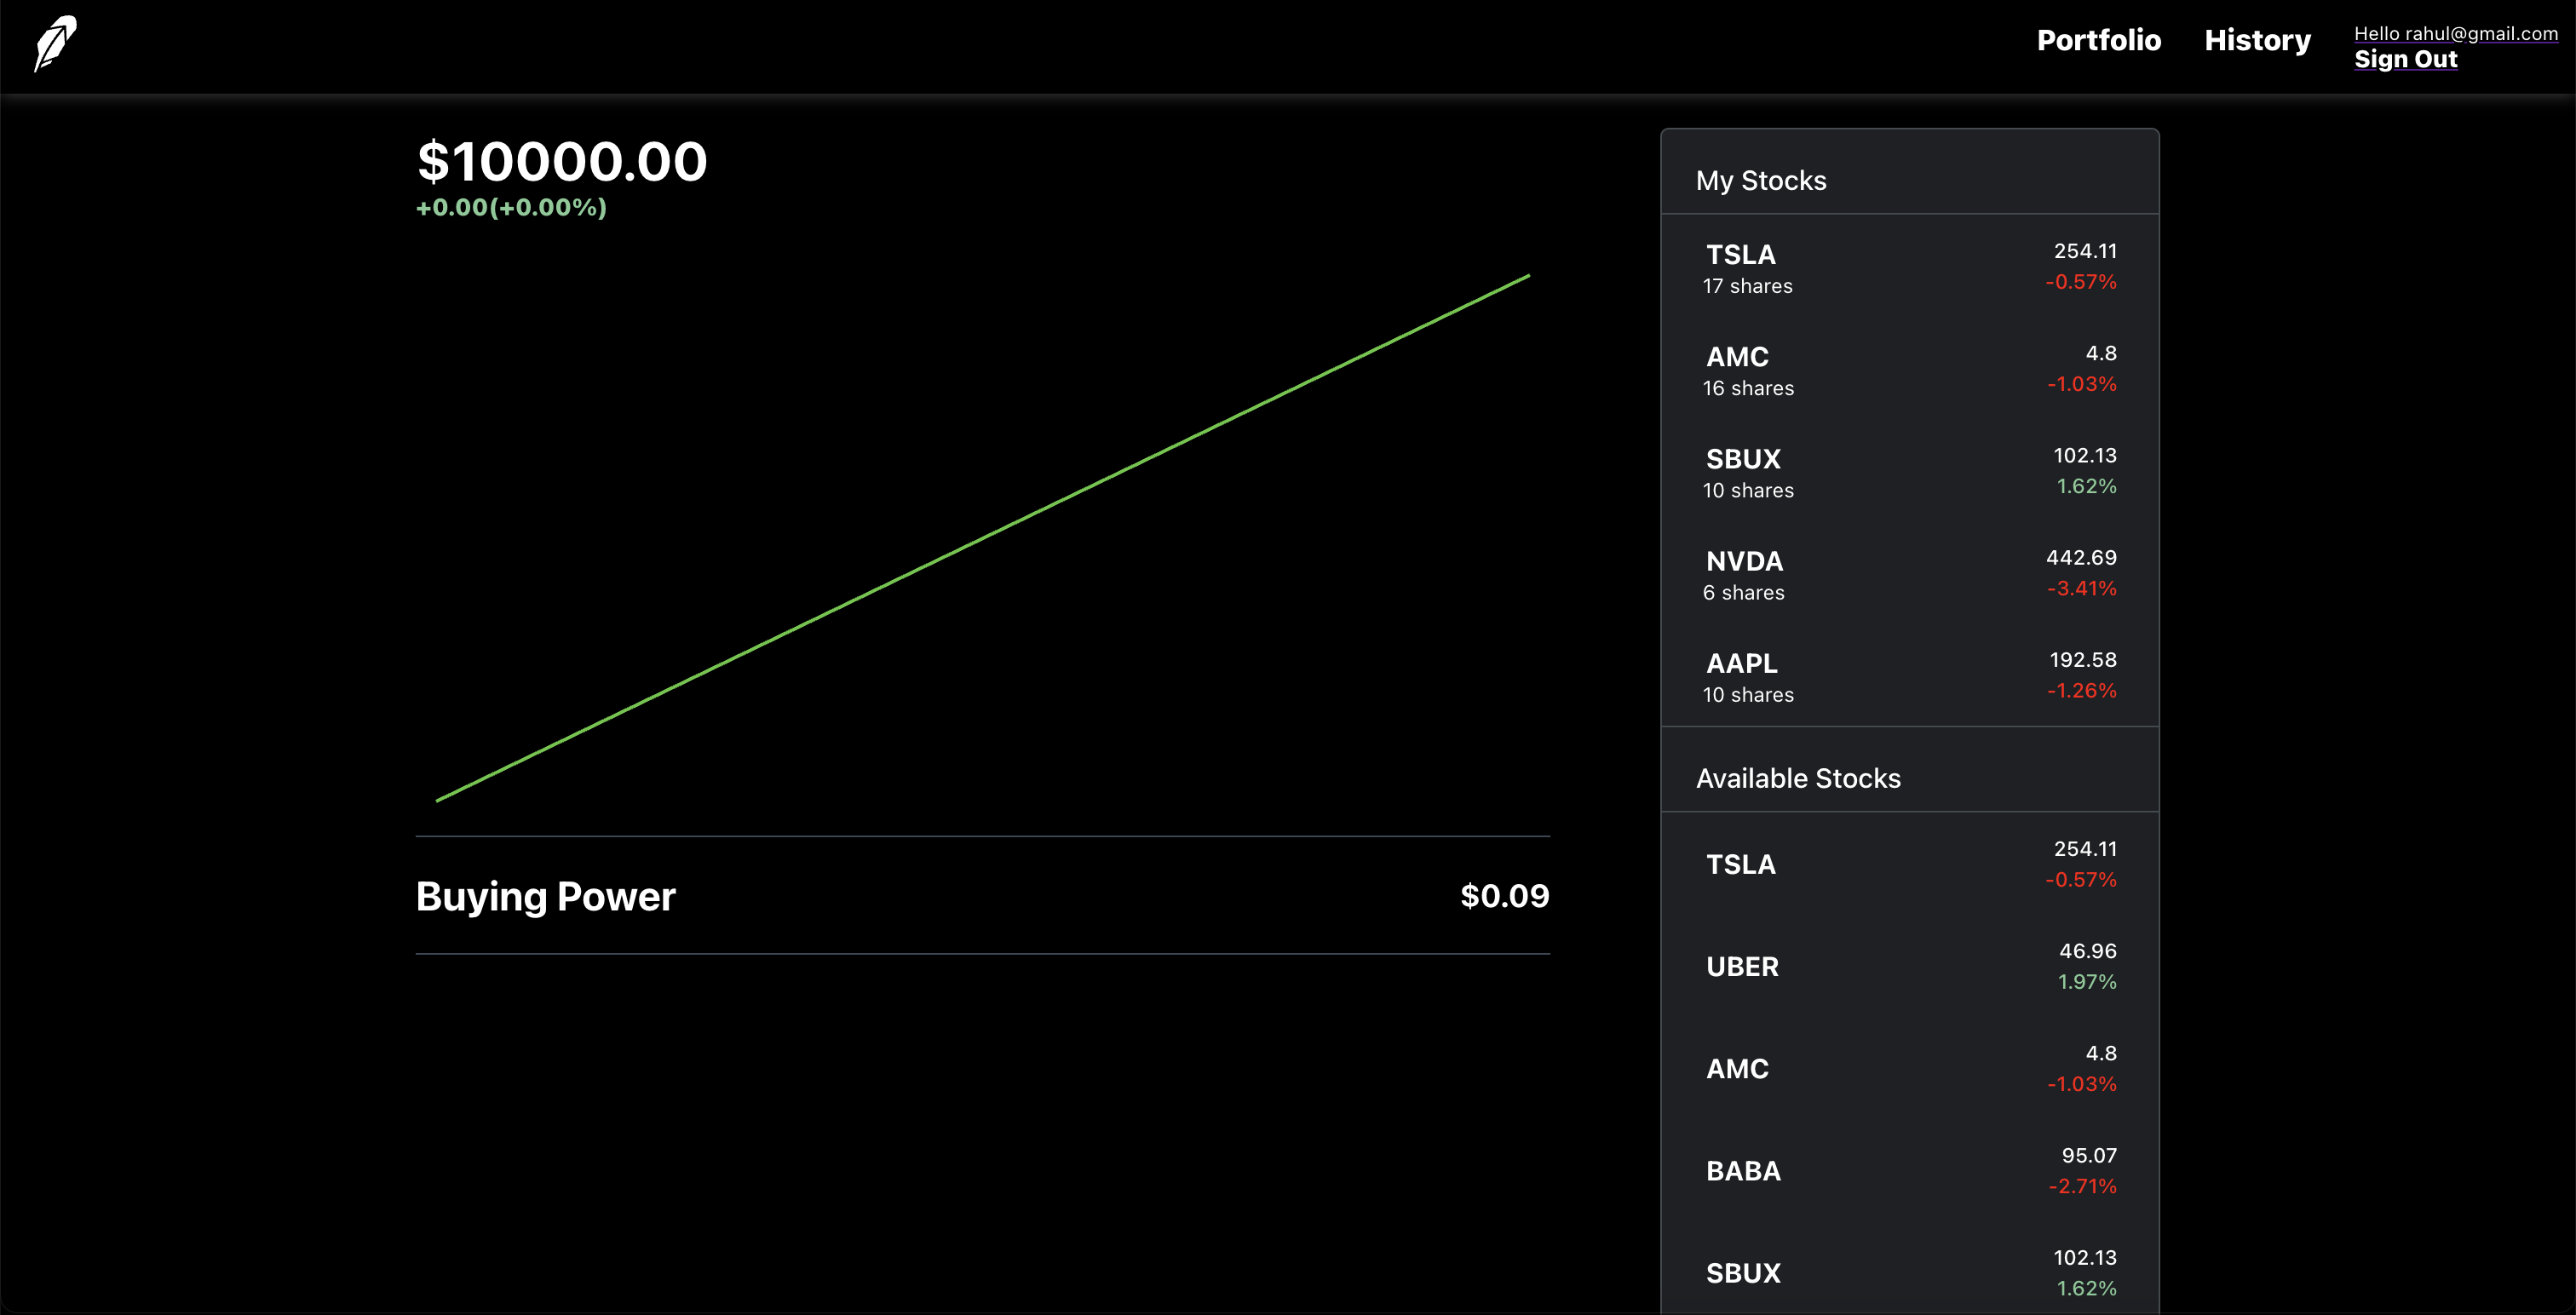 Portfolio
History
Hello rahul@gmail.com
Sign Out
$10000.00
+0.00(+0.00%)
Buying Power
$0.09
My Stocks
TSLA
254.11
17 shares
-0.57%
AMC
4.8
16 shares
-1.03%
SBUX
102.13
10 shares
1.62%
NVDA
442.69
6 shares
-3.41%
AAPL
192.58
10 shares
-1.26%
Available Stocks
TSLA
254.11
-0.57%
UBER
46.96
1.97%
AMC
4.8
-1.03%
BABA
95.07
-2.71%
SBUX
102.13
1.62%